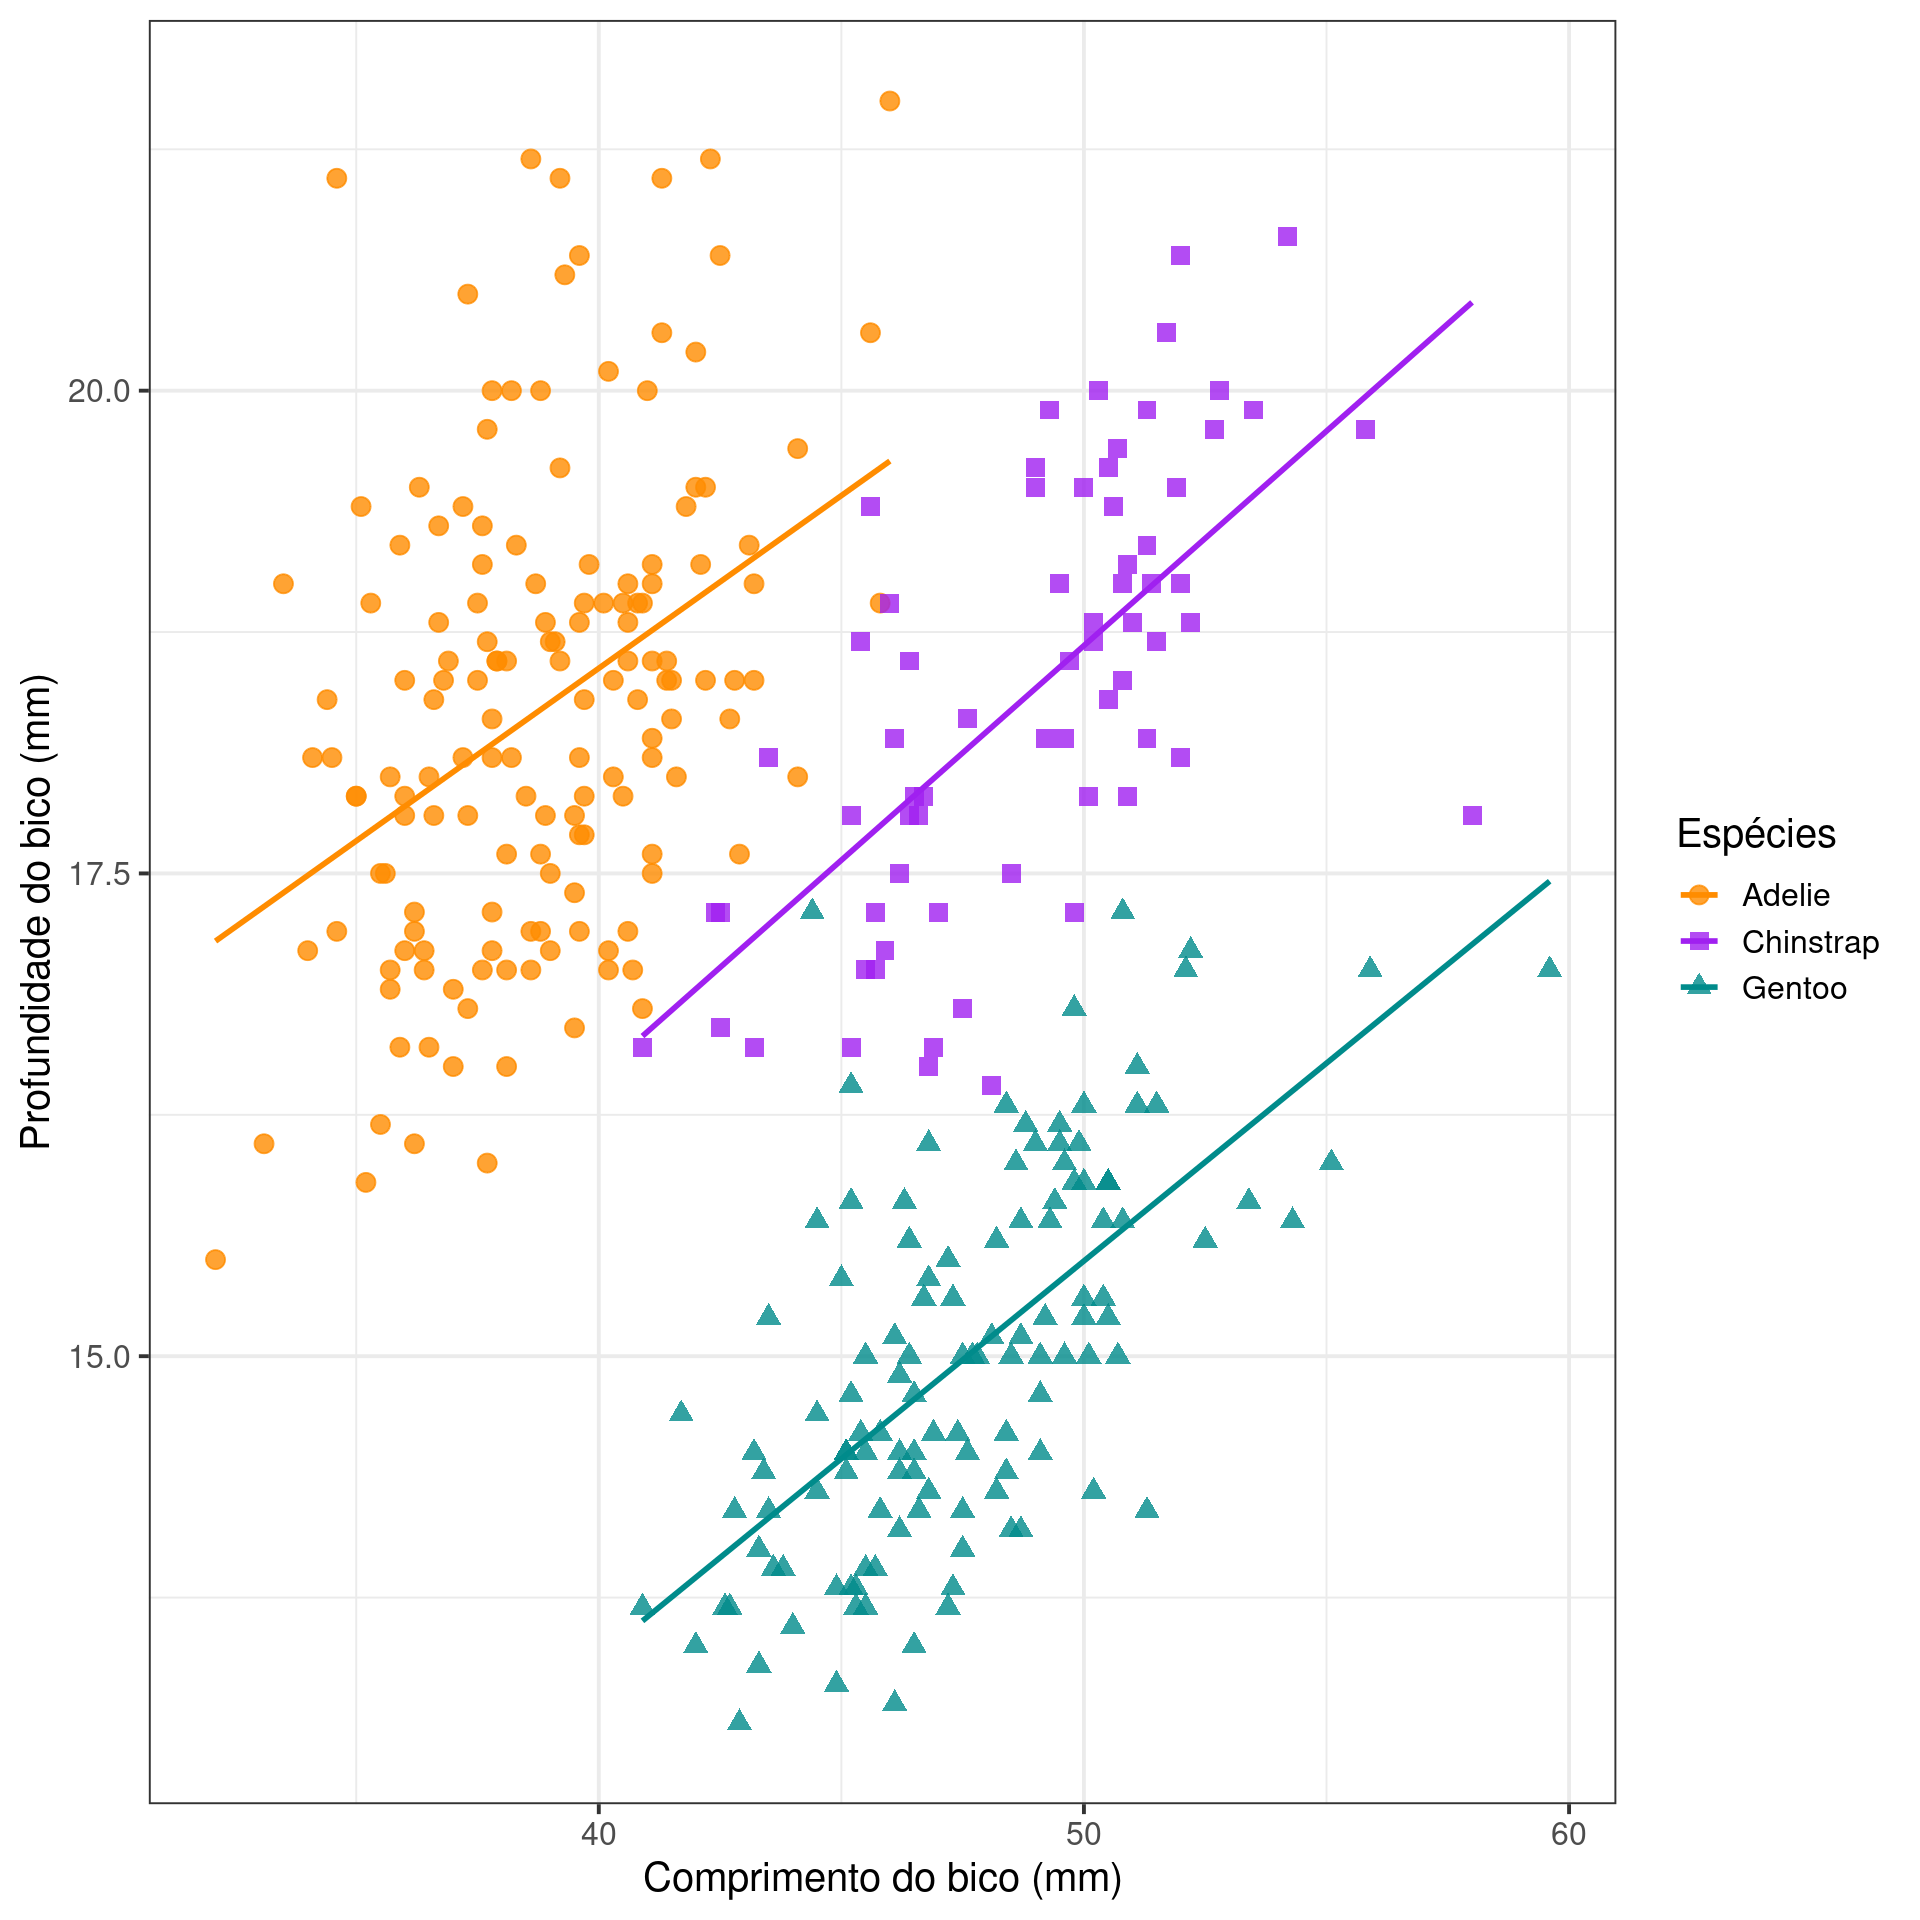 Profundidade do bico (mm)
20.0
17.5
15.0
40
50
60
Comprimento do bico (mm)
Espécies
Adelie
Chinstrap
Gentoo